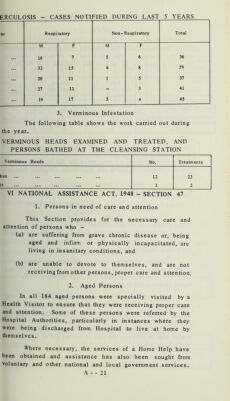 ERCULOSIS - CASES NOTIFIED DURING LAST 5 YEARS
Respiratory Non-Respiratory Total
M F M F
... 18 7 5 6 36
... 32 15 4 8 59
... 20 11 1 5 37
... 27 11 - 3 41
... 19 17 5 4 45
3. Verminous Infestation
The following table shows the work carried out during
the year.
VERMINOUS HEADS EXAMINED AND TREATED, AND
PERSONS BATHED AT THE CLEANSING STATION
Verminous Heads No. Treatments
... ... ... ... ... 12 22
... ... ... ... ... 1 2
VI NATIONAL ASSISTANCE ACT, 1948 - SECTION 47
1. Persons in need of care and attention
This Section provides for the necessary care and
attention of persons who -
(a) are suffering from grave chronic disease or, being
aged and infirm or physically incapacitated, are
living in insanitary conditions, and
(b) are unable to devote to themselves, and are not
receiving from other persons, proper care and attention.
2. Aged Persons
In all 184 aged persons were specially visited by a
Health Visitor to ensure that they were receiving proper care
and attention. Some of these persons were referred by the
Hospital Authorities, particularly in instances where they
were being discharged from Hospital to live at home by
themselves.
Where necessary, the services of a Home Help have
been obtained and assistance has also been sought from
voluntary and other national and local government services.
A - - 21